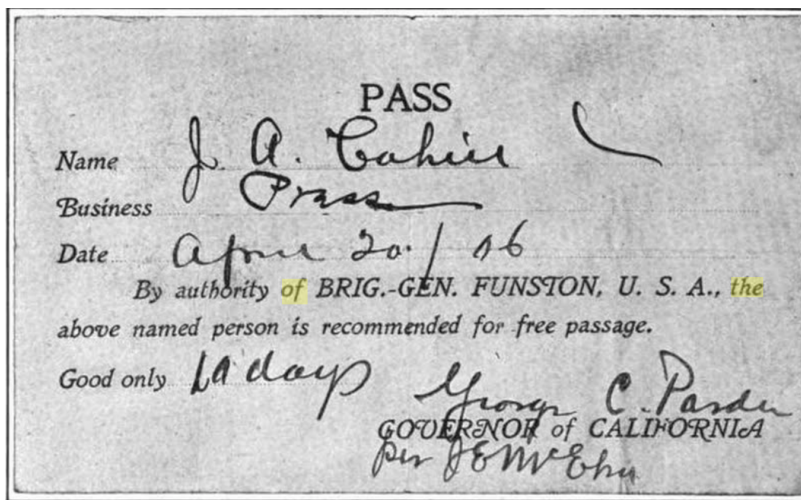 PASS
Name J. A. Cahill
Business Press
Date April 20/06
By authority of BRIG.-GEN. FUNSTON, U. S. A., the
above named person is recommended for free passage.
Good only 10 days
George C. Pardee
GOVERNOR of CALIFORNIA
per J E